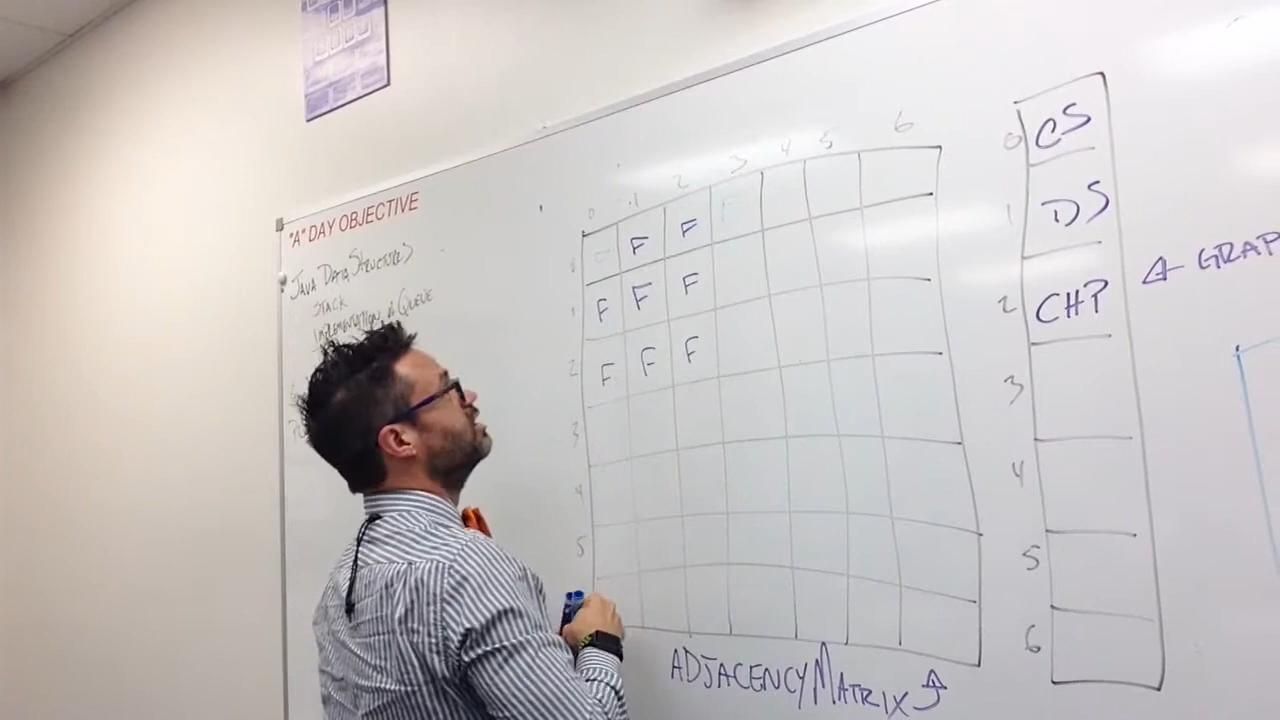 "A" DAY OBJECTIVE
JAVA DATA STRUCTURES
STACK
IMPLEMENTATION of QUEUE
0 1 2 3 4 5 6
0 F F F
1 F F F
2 F F F
3
4
5
ADJACENCY MATRIX
0 CS
1 DS
2 CHP
3
4
5
6
← GRAP